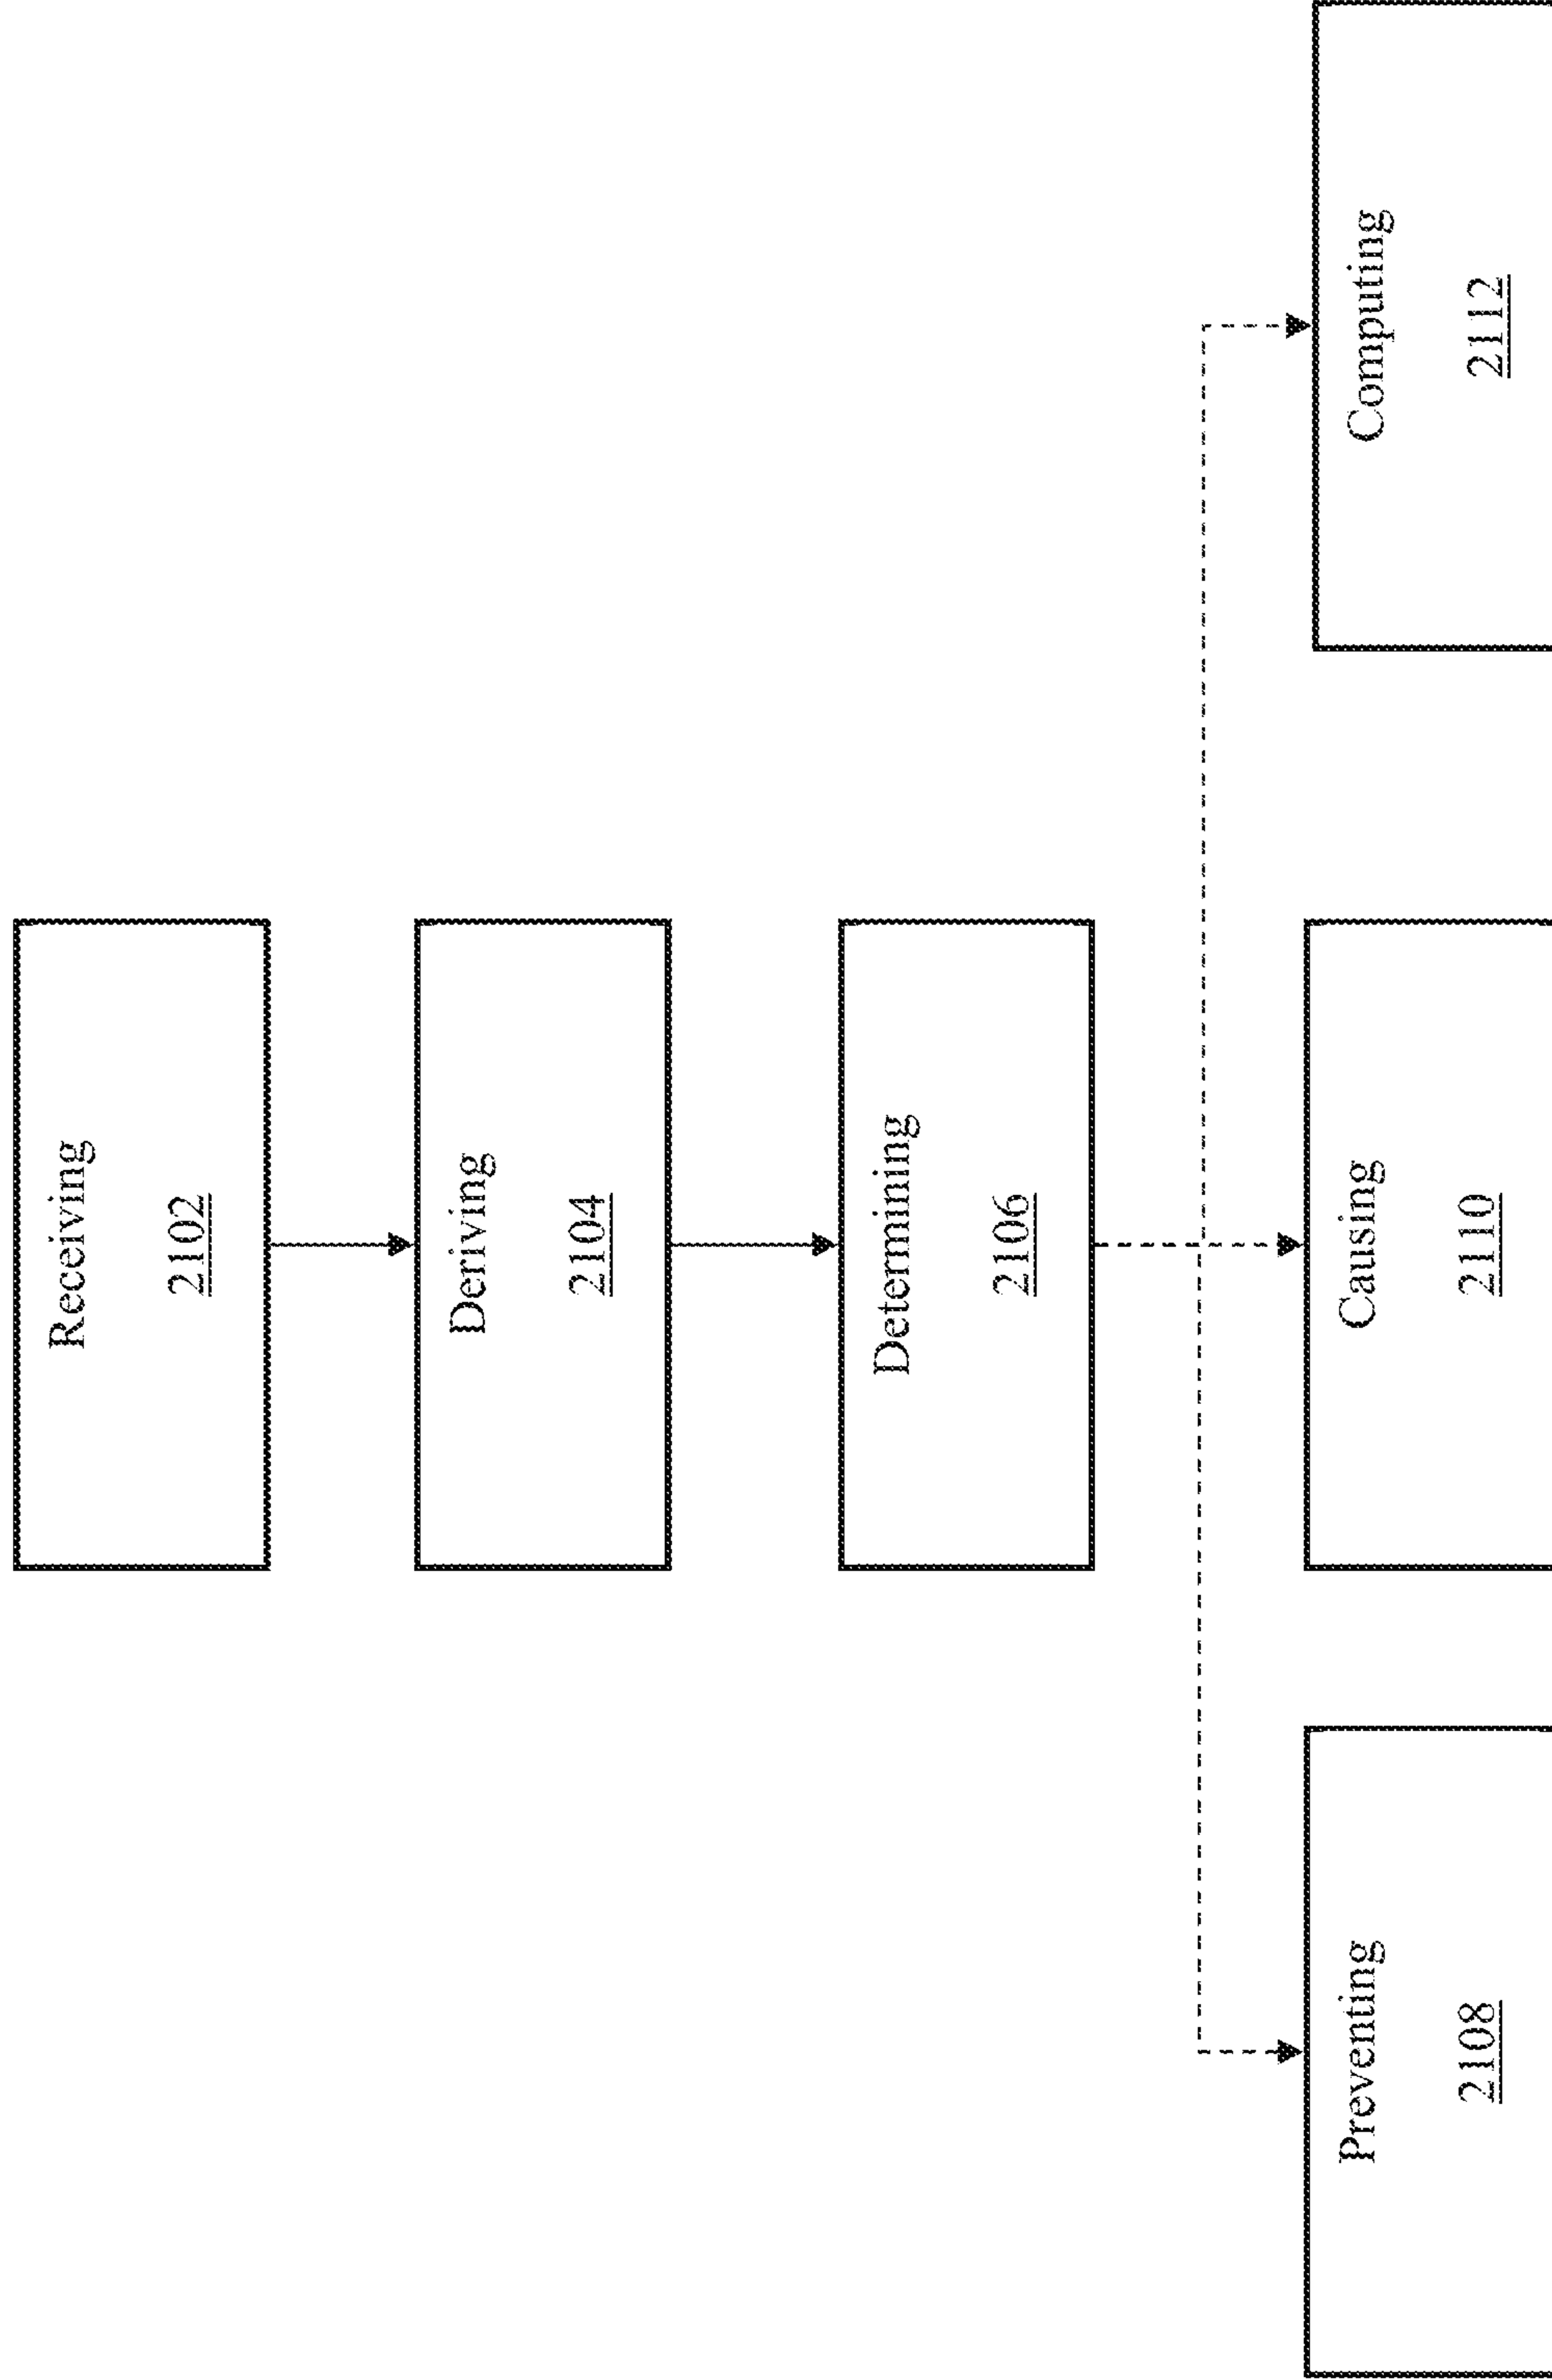 Receiving
2102
Deriving
2104
Determining
2106
Preventing
2108
Causing
2110
Computing
2112